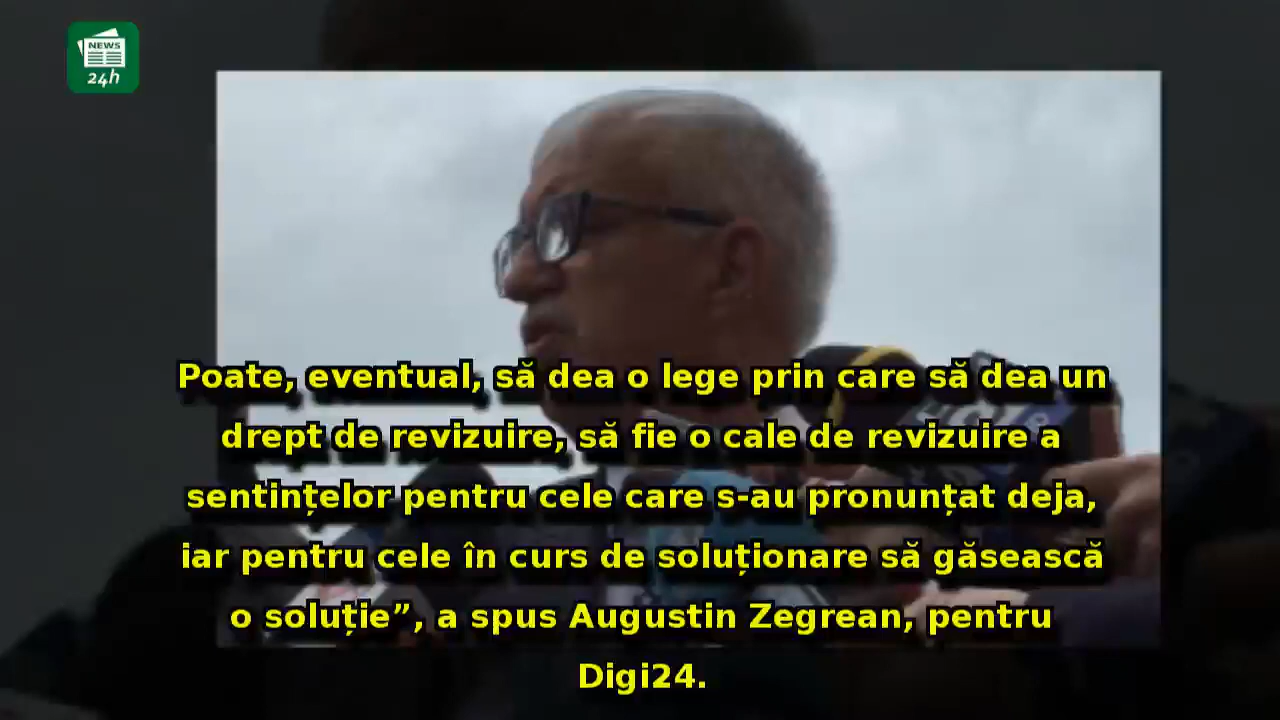 NEWS
24h
Poate, eventual, să dea o lege prin care să dea un
drept de revizuire, să fie o cale de revizuire a
sentințelor pentru cele care s-au pronunțat deja,
iar pentru cele în curs de soluționare să găsească
o soluție”, a spus Augustin Zegrean, pentru
Digi24.